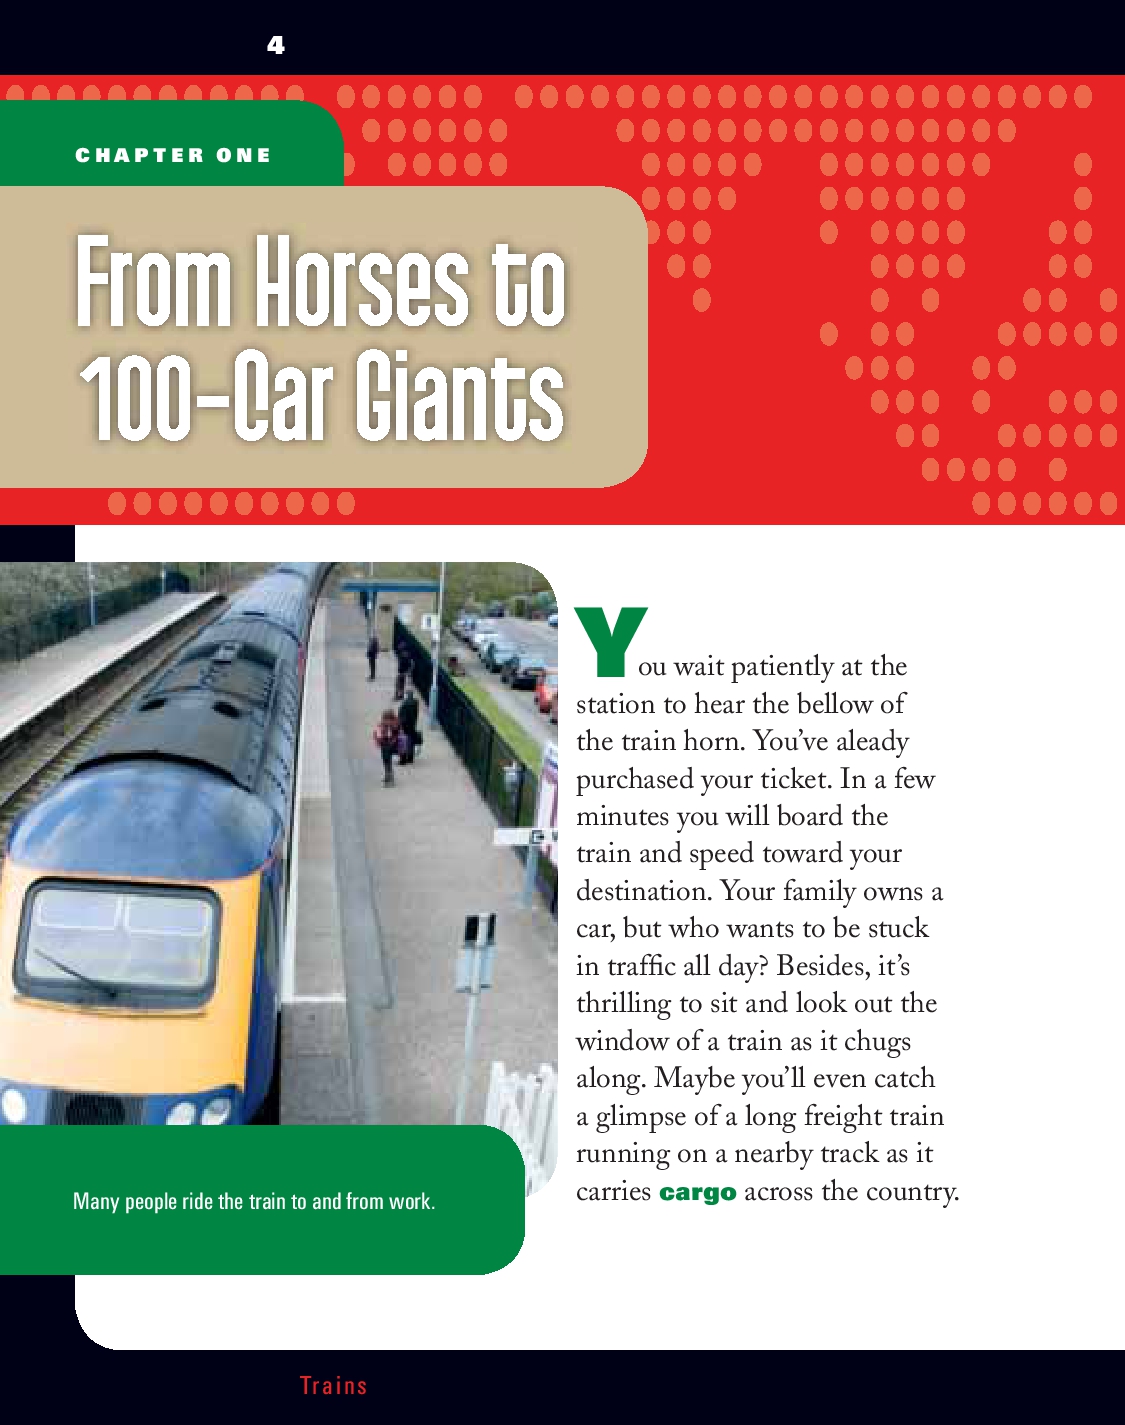 4
CHAPTER ONE
From Horses to
100-Car Giants
You wait patiently at the
station to hear the bellow of
the train horn. You've aleady
purchased your ticket. In a few
minutes you will board the
train and speed toward your
destination. Your family owns a
car, but who wants to be stuck
in traffic all day? Besides, it's
thrilling to sit and look out the
window of a train as it chugs
along. Maybe you'll even catch
a glimpse of a long freight train
running on a nearby track as it
carries cargo across the country.
Many people ride the train to and from work.
Trains